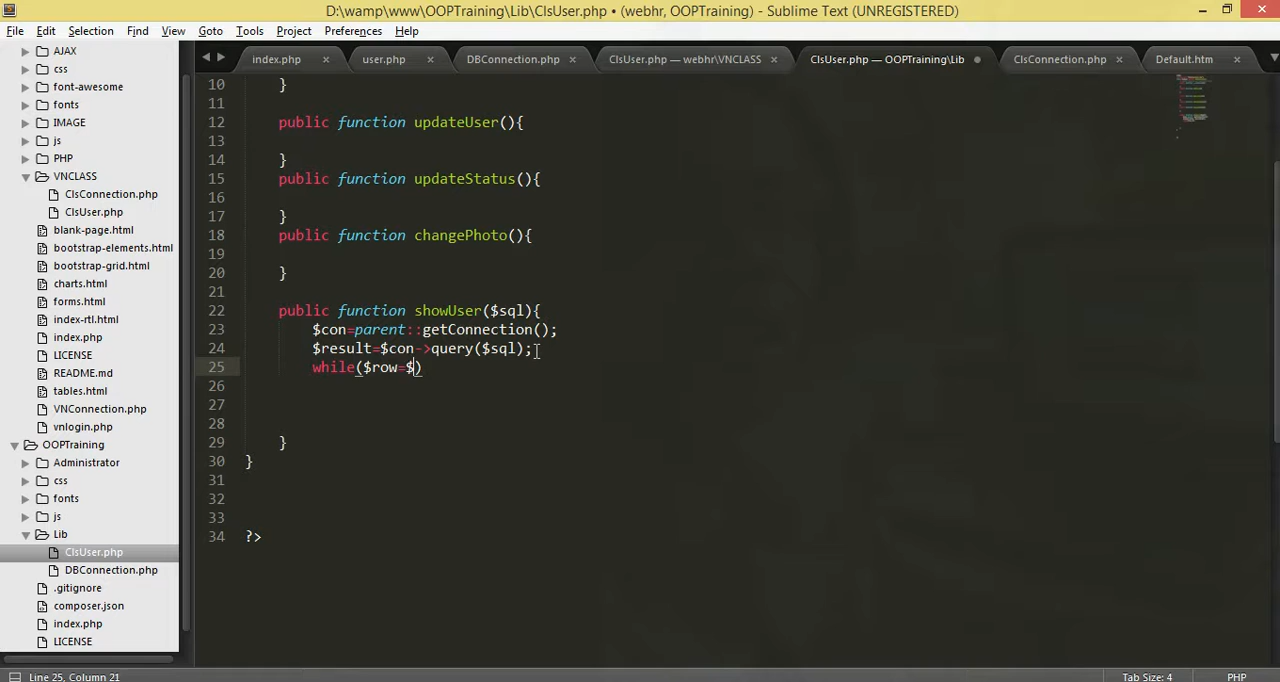 D:\wamp\www\OOPTraining\Lib\ClsUser.php • (webhr, OOPTraining) - Sublime Text (UNREGISTERED)
File Edit Selection Find View Goto Tools Project Preferences Help
AJAX
css
font-awesome
fonts
IMAGE
js
PHP
VNCLASS
ClsConnection.php
ClsUser.php
blank-page.html
bootstrap-elements.html
bootstrap-grid.html
charts.html
forms.html
index-rtl.html
index.php
LICENSE
README.md
tables.html
VNConnection.php
vnlogin.php
OOPTraining
Administrator
css
fonts
js
Lib
ClsUser.php
DBConnection.php
.gitignore
composer.json
index.php
LICENSE
index.php × user.php × DBConnection.php × ClsUser.php — webhr\VNCLASS × ClsUser.php — OOPTraining\Lib • ClsConnection.php × Default.htm ×
10 }
11
12 public function updateUser(){
13
14 }
15 public function updateStatus(){
16
17 }
18 public function changePhoto(){
19
20 }
21
22 public function showUser($sql){
23 $con=parent::getConnection();
24 $result=$con->query($sql);
25 while($row=$)
26
27
28
29 }
30 }
31
32
33
34 ?>
Line 25, Column 21 Tab Size: 4 PHP